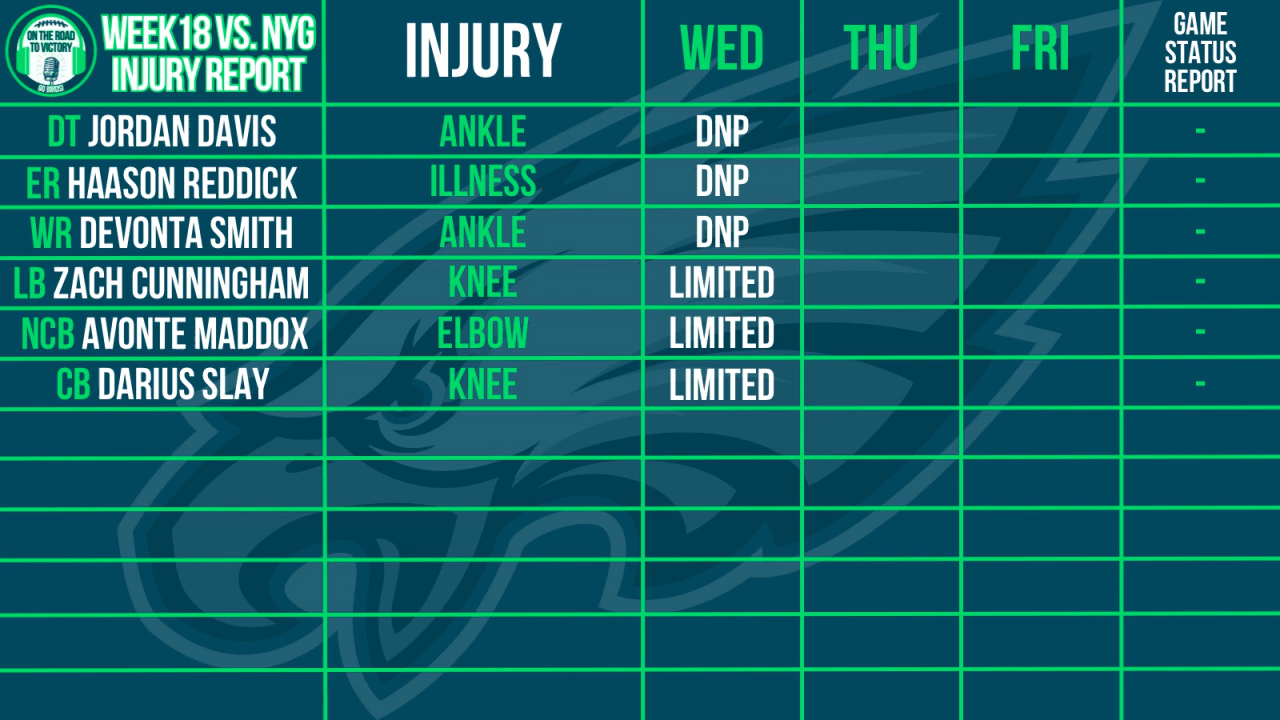 ON THE ROAD
TO VICTORY
GO BIRDS!
WEEK 18 VS. NYG
INJURY REPORT
INJURY
WED
THU
FRI
GAME
STATUS
REPORT
DT JORDAN DAVIS ANKLE DNP -
ER HAASON REDDICK ILLNESS DNP -
WR DEVONTA SMITH ANKLE DNP -
LB ZACH CUNNINGHAM KNEE LIMITED -
NCB AVONTE MADDOX ELBOW LIMITED -
CB DARIUS SLAY KNEE LIMITED -